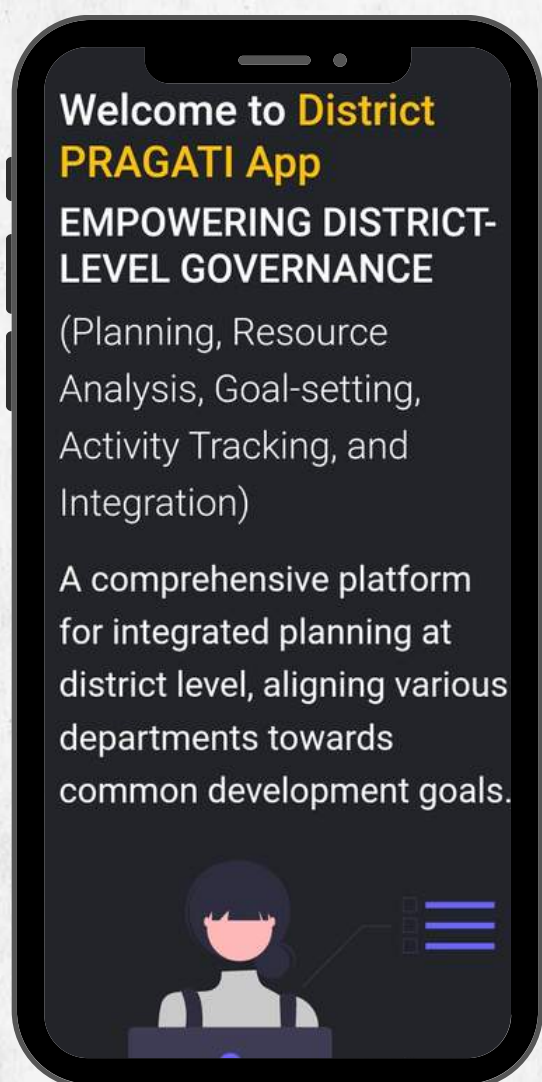 Welcome to District
PRAGATI App
EMPOWERING DISTRICT-
LEVEL GOVERNANCE
(Planning, Resource
Analysis, Goal-setting,
Activity Tracking, and
Integration)
A comprehensive platform
for integrated planning at
district level, aligning various
departments towards
common development goals.